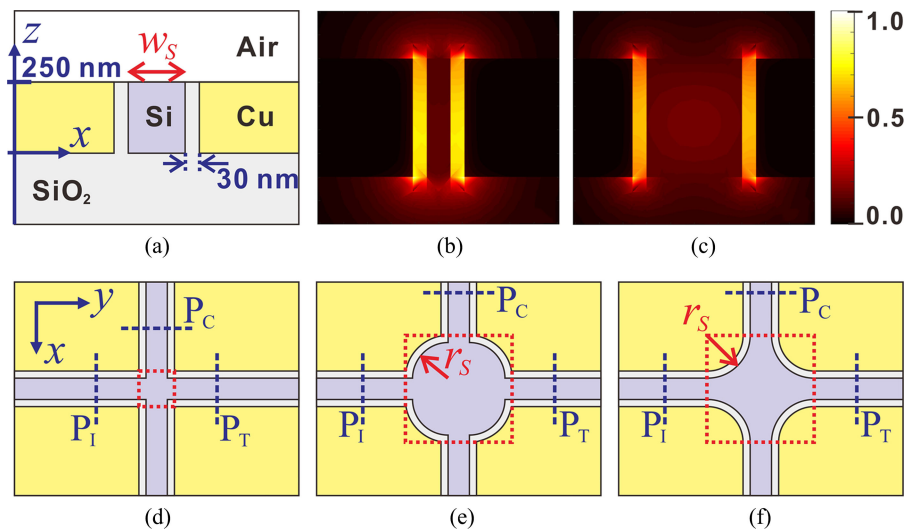 z
w_S
Air
250 nm
Si
Cu
x
30 nm
SiO₂
(a)
(b)
1.0
0.5
0.0
(c)
y
x
P_C
P_I
P_T
(d)
P_C
r_S
P_I
P_T
(e)
P_C
r_S
P_I
P_T
(f)